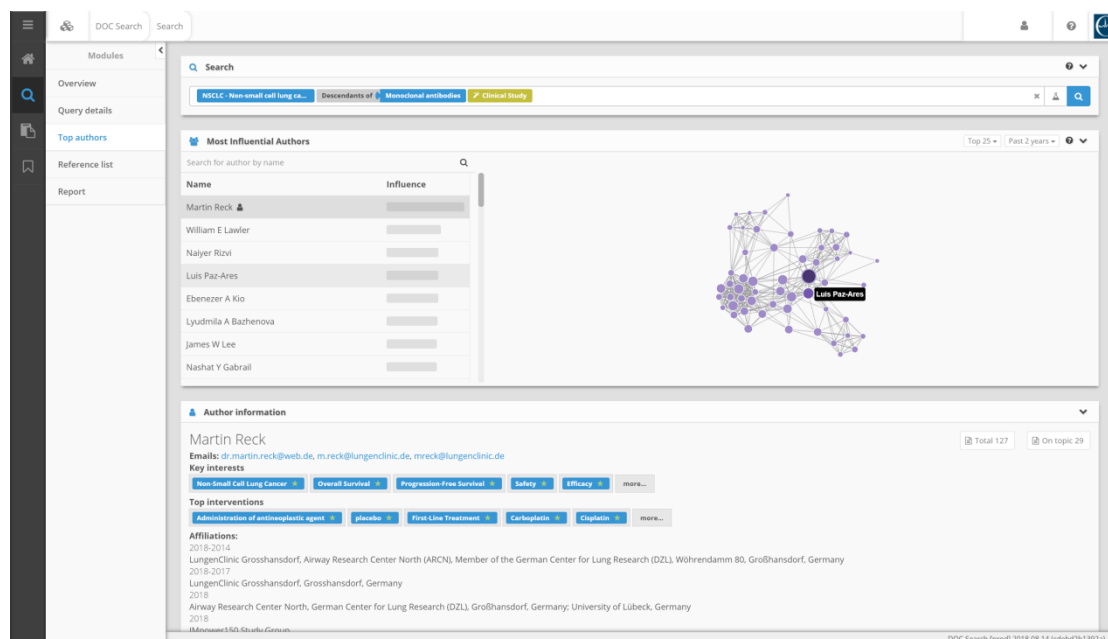 DOC Search
Search
Modules
Overview
Query details
Top authors
Reference list
Report
Search
NSCLC - Non-small cell lung ca... Descendants of Monoclonal antibodies Clinical Study
Most Influential Authors
Top 25 Past 2 years
Search for author by name
Name Influence
Martin Reck
William E Lawler
Naiyer Rizvi
Luis Paz-Ares
Ebenezer A Kio
Lyudmila A Bazhenova
James W Lee
Nashat Y Gabrail
Luis Paz-Ares
Author information
Martin Reck
Total 127 On topic 29
Emails: dr.martin.reck@web.de, m.reck@lungenclinic.de, mreck@lungenclinic.de
Key interests
Non-Small Cell Lung Cancer Overall Survival Progression-Free Survival Safety Efficacy more...
Top interventions
Administration of antineoplastic agent placebo First-Line Treatment Carboplatin Cisplatin more...
Affiliations:
2018-2014
LungenClinic Grosshansdorf, Airway Research Center North (ARCN), Member of the German Center for Lung Research (DZL), Wöhrendamm 80, Großhansdorf, Germany
2018-2017
LungenClinic Grosshansdorf, Grosshansdorf, Germany
2018
Airway Research Center North, German Center for Lung Research (DZL), Großhansdorf, Germany; University of Lübeck, Germany
2018
IMpower150 Study Group
DOC Search [prod] 2018.08.14